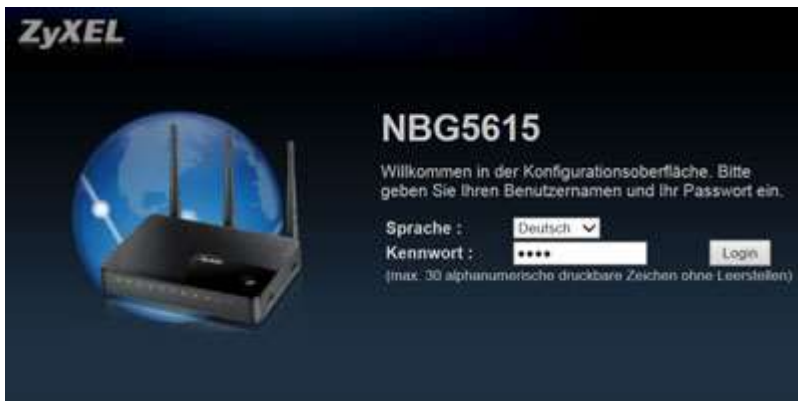 ZyXEL
NBG5615
Willkommen in der Konfigurationsoberfläche. Bitte
geben Sie Ihren Benutzernamen und Ihr Passwort ein.
Sprache : Deutsch
Kennwort : •••• Login
(max. 30 alphanumerische druckbare Zeichen ohne Leerstellen)